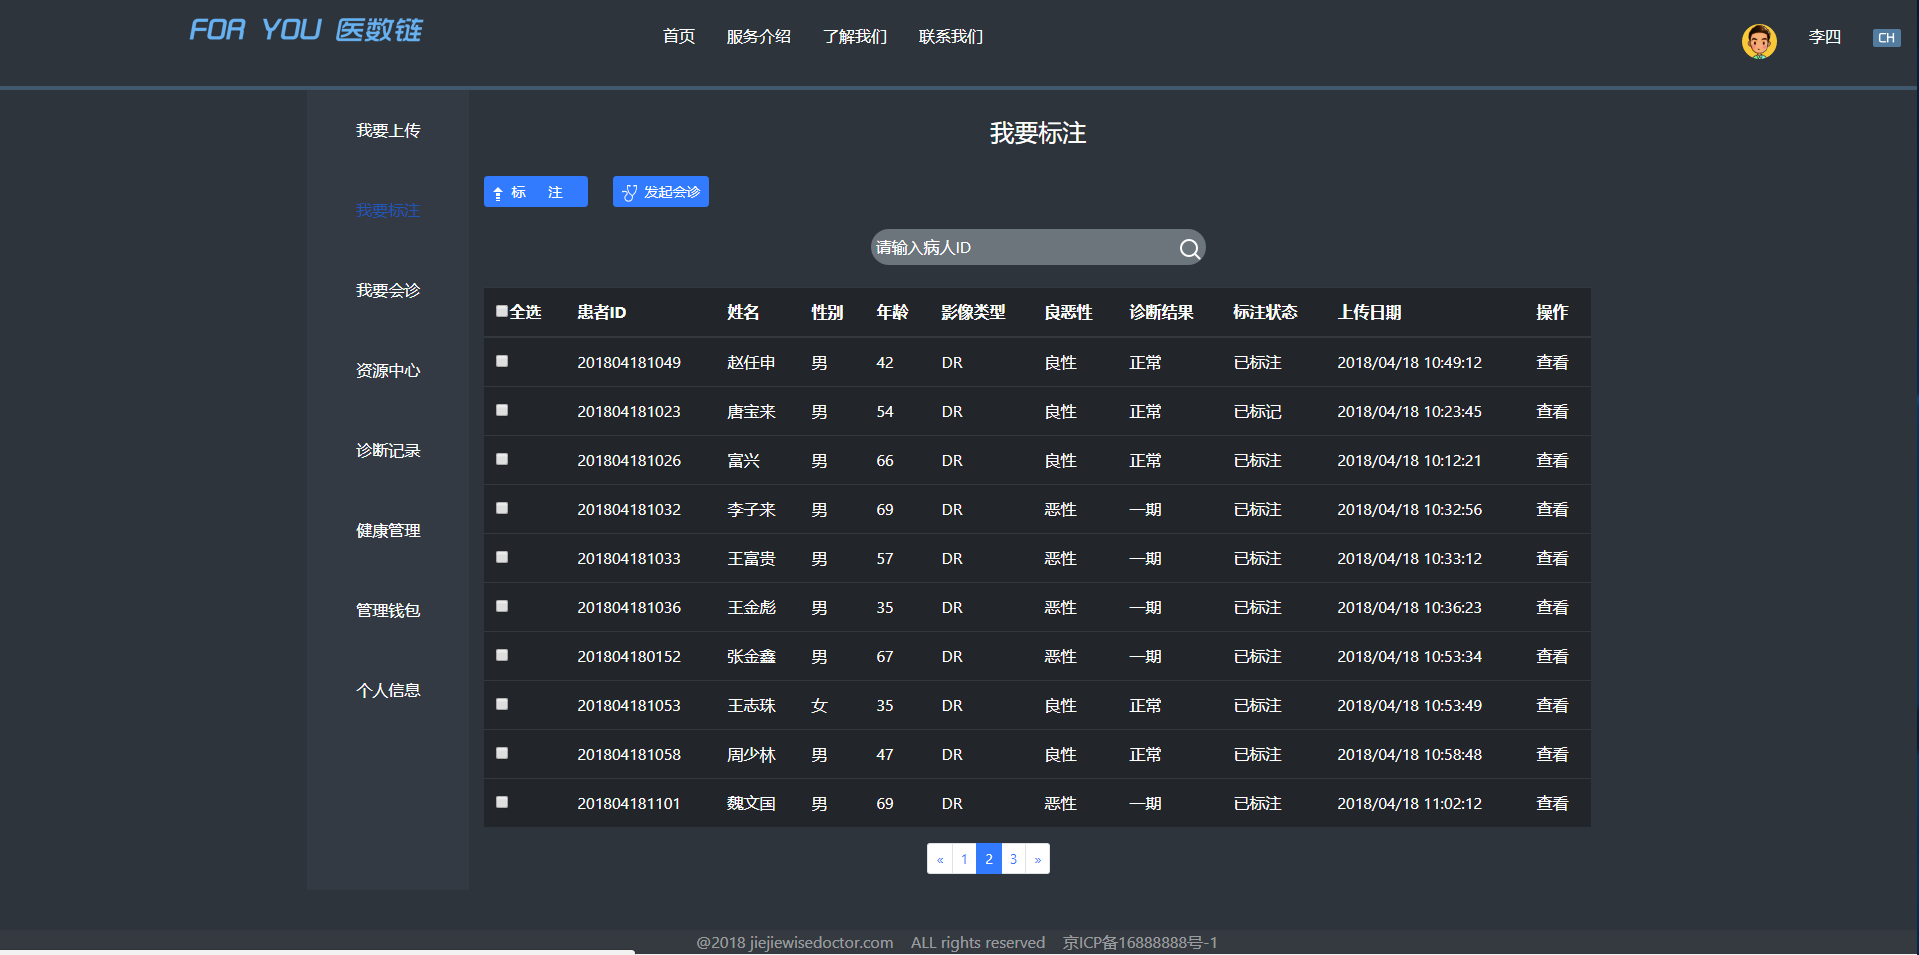 FOR YOU 医数链
首页 服务介绍 了解我们 联系我们
李四 CH
我要上传
我要标注
我要会诊
资源中心
诊断记录
健康管理
管理钱包
个人信息
我要标注
标 注 发起会诊
请输入病人ID
全选 患者ID 姓名 性别 年龄 影像类型 良恶性 诊断结果 标注状态 上传日期 操作
201804181049 赵任申 男 42 DR 良性 正常 已标注 2018/04/18 10:49:12 查看
201804181023 唐宝来 男 54 DR 良性 正常 已标记 2018/04/18 10:23:45 查看
201804181026 富兴 男 66 DR 良性 正常 已标注 2018/04/18 10:12:21 查看
201804181032 李子来 男 69 DR 恶性 一期 已标注 2018/04/18 10:32:56 查看
201804181033 王富贵 男 57 DR 恶性 一期 已标注 2018/04/18 10:33:12 查看
201804181036 王金彪 男 35 DR 恶性 一期 已标注 2018/04/18 10:36:23 查看
201804180152 张金鑫 男 67 DR 恶性 一期 已标注 2018/04/18 10:53:34 查看
201804181053 王志珠 女 35 DR 良性 正常 已标注 2018/04/18 10:53:49 查看
201804181058 周少林 男 47 DR 良性 正常 已标注 2018/04/18 10:58:48 查看
201804181101 魏文国 男 69 DR 恶性 一期 已标注 2018/04/18 11:02:12 查看
« 1 2 3 »
@2018 jiejiewisedoctor.com ALL rights reserved 京ICP备16888888号-1